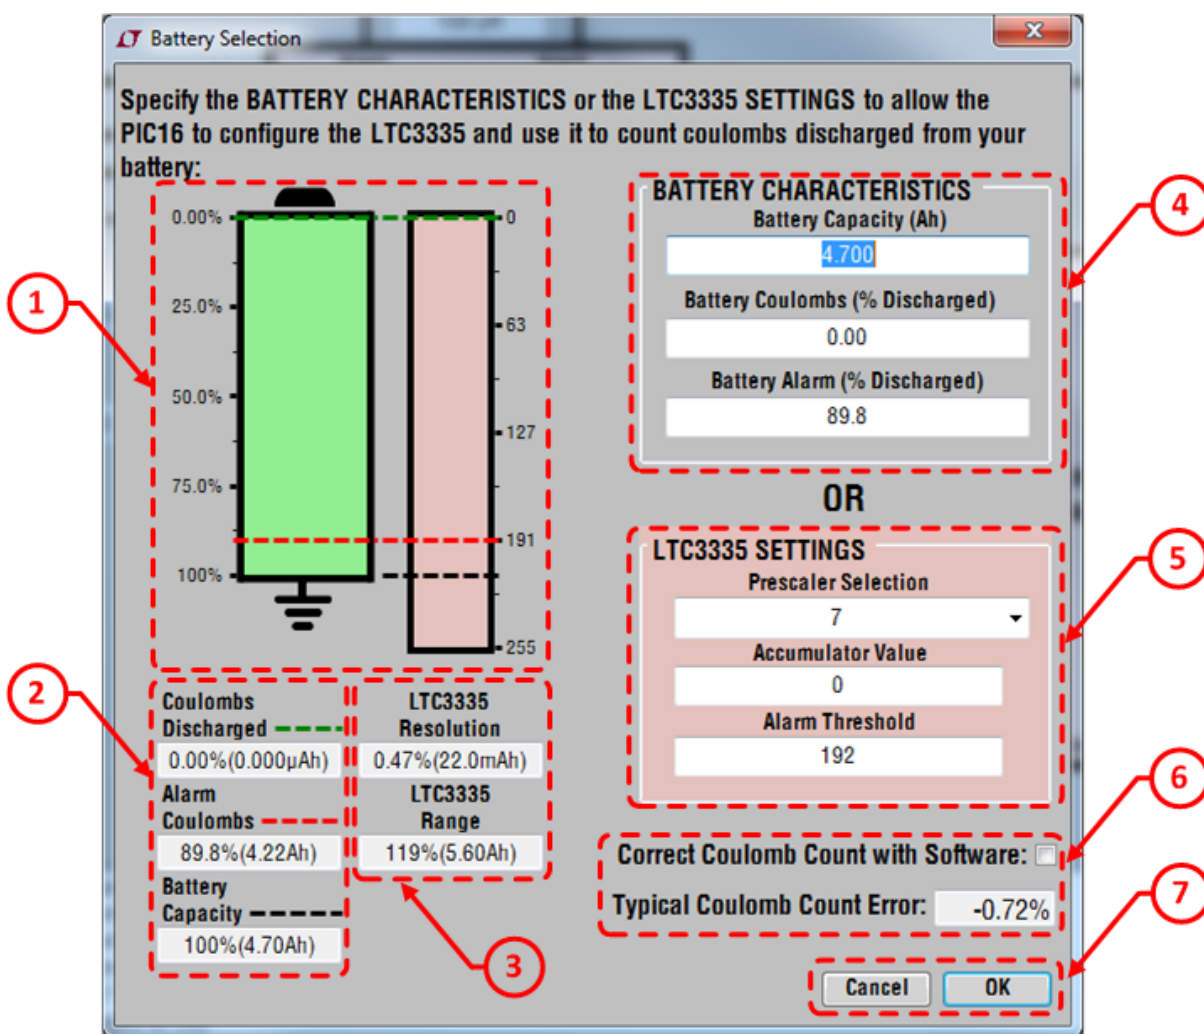 Battery Selection
Specify the BATTERY CHARACTERISTICS or the LTC3335 SETTINGS to allow the
PIC16 to configure the LTC3335 and use it to count coulombs discharged from your
battery:
1
0.00%
25.0%
50.0%
75.0%
100%
0
63
127
191
255
2
Coulombs
Discharged
0.00%(0.000µAh)
Alarm
Coulombs
89.8%(4.22Ah)
Battery
Capacity
100%(4.70Ah)
LTC3335
Resolution
0.47%(22.0mAh)
LTC3335
Range
119%(5.60Ah)
3
BATTERY CHARACTERISTICS
Battery Capacity (Ah)
4.700
Battery Coulombs (% Discharged)
0.00
Battery Alarm (% Discharged)
89.8
4
OR
LTC3335 SETTINGS
Prescaler Selection
7
Accumulator Value
0
Alarm Threshold
192
5
Correct Coulomb Count with Software:
Typical Coulomb Count Error: -0.72%
6
Cancel OK
7